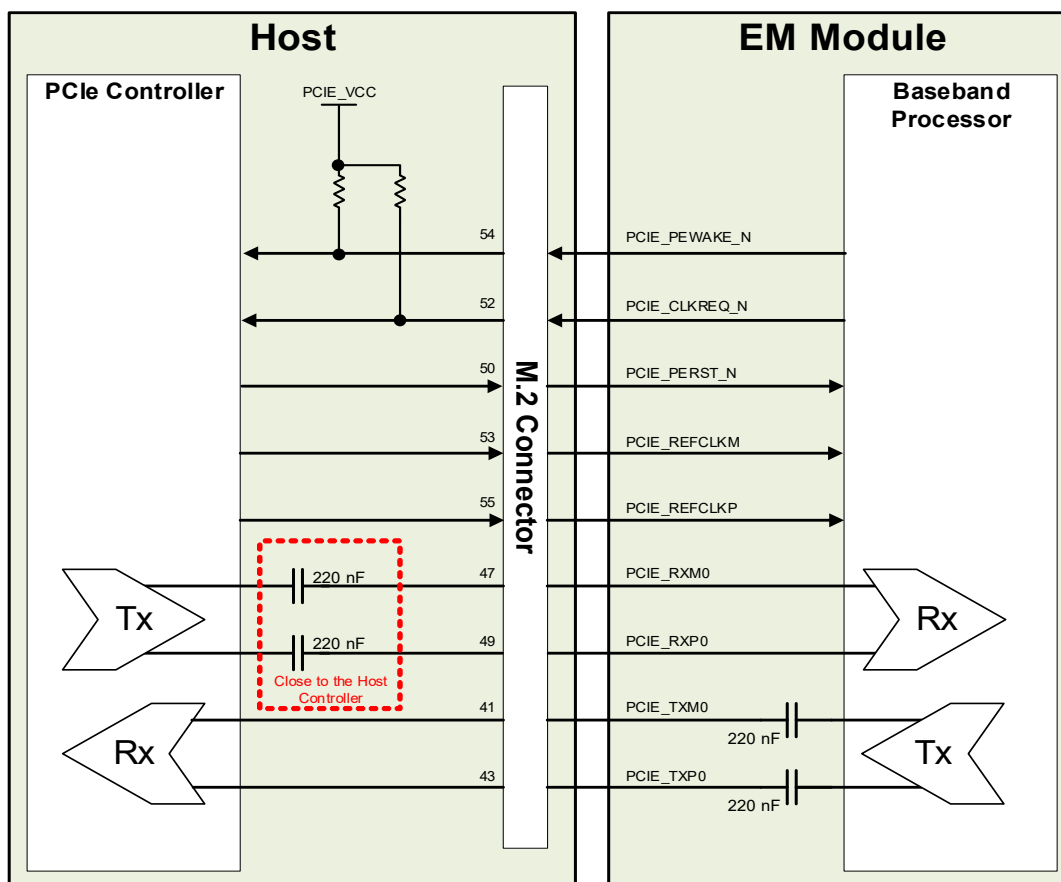 Host
EM Module
PCIe Controller
PCIE_VCC
Baseband
Processor
54
PCIE_PEWAKE_N
52
PCIE_CLKREQ_N
50
PCIE_PERST_N
53
PCIE_REFCLKM
55
PCIE_REFCLKP
M.2 Connector
220 nF
47
PCIE_RXM0
Tx
Rx
220 nF
49
PCIE_RXP0
Close to the Host
Controller
41
PCIE_TXM0
220 nF
Rx
Tx
43
PCIE_TXP0
220 nF